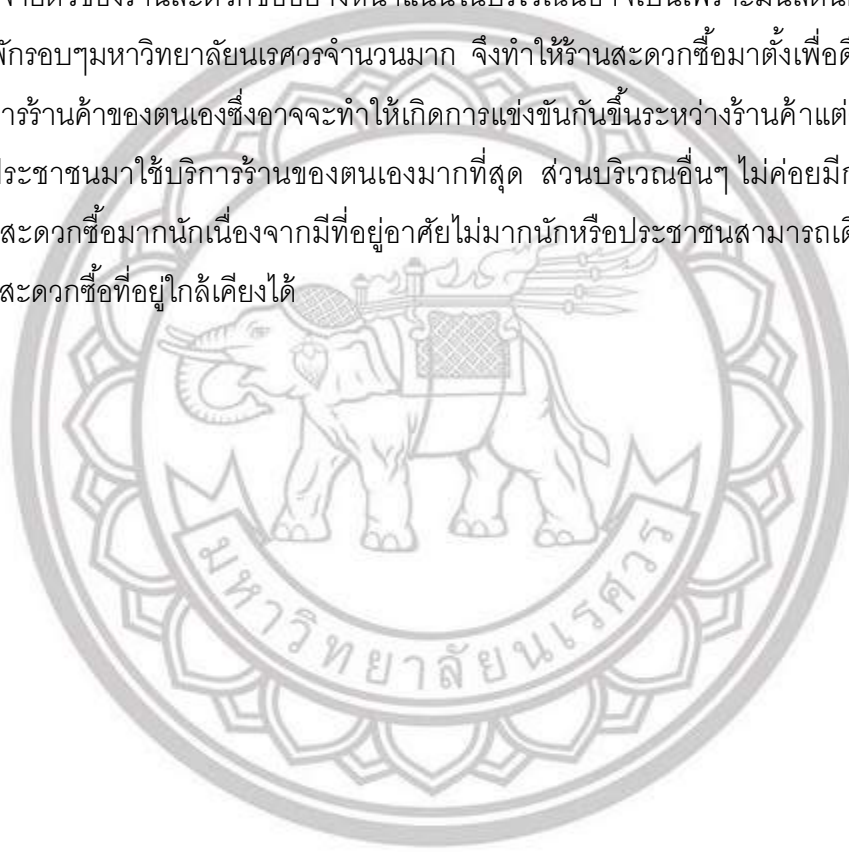 พักรอบๆมหาวิทยาลัยนเรศวรจำนวนมาก จึงทำให้ร้านสะดวกซื้อมาตั้งเพื่อดึ
การร้านค้าของตนเองซึ่งอาจจะทำให้เกิดการแข่งขันกันขึ้นระหว่างร้านค้าแต่
ประชาชนมาใช้บริการร้านของตนเองมากที่สุด ส่วนบริเวณอื่นๆ ไม่ค่อยมีก
สะดวกซื้อมากนักเนื่องจากมีที่อยู่อาศัยไม่มากนักหรือประชาชนสามารถเดิ
สะดวกซื้อที่อยู่ใกล้เคียงได้
มหาวิทยาลัยนเรศวร